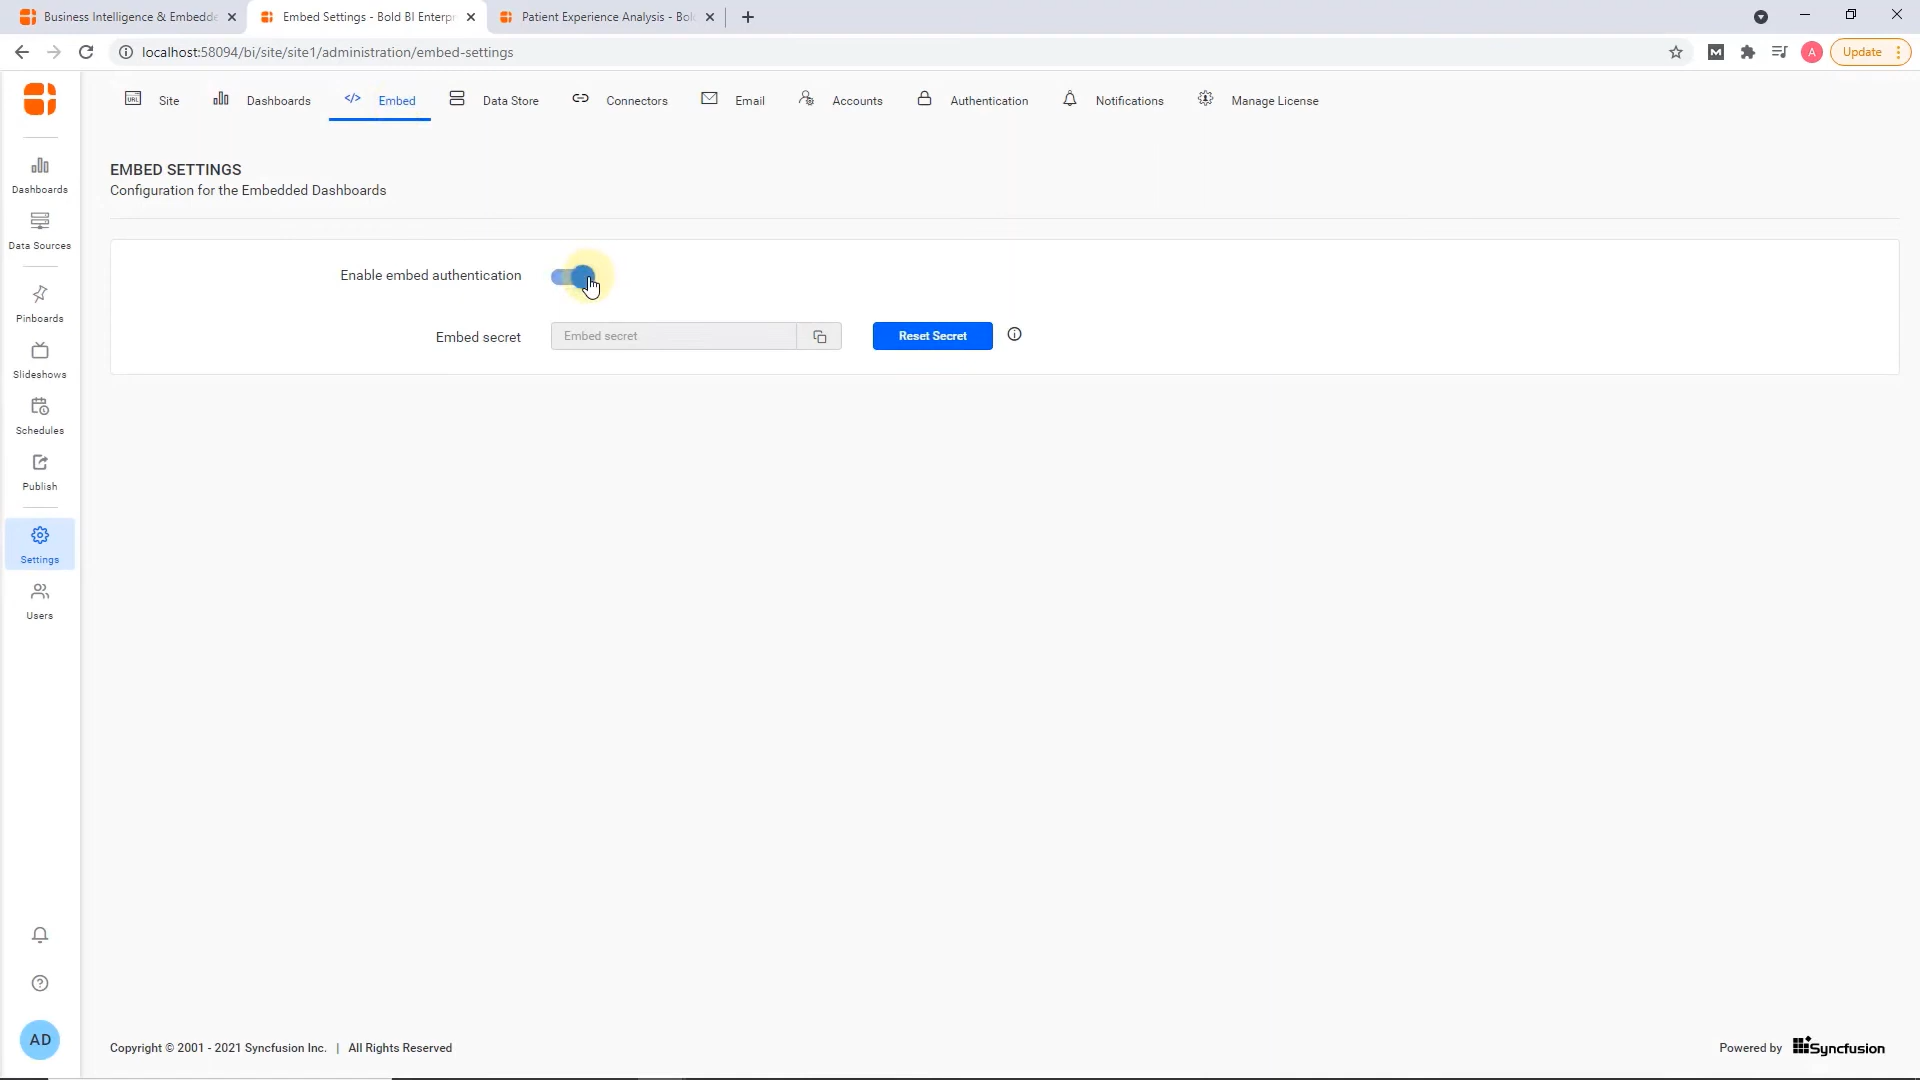 Business Intelligence & Embedde
Embed Settings - Bold BI Enterpr
Patient Experience Analysis - Bol
localhost:58094/bi/site/site1/administration/embed-settings
M
A
Update
URL
Site
Dashboards
</>
Embed
Data Store
Connectors
Email
Accounts
Authentication
Notifications
Manage License
Dashboards
Data Sources
Pinboards
Slideshows
Schedules
Publish
Settings
Users
AD
EMBED SETTINGS
Configuration for the Embedded Dashboards
Enable embed authentication
Embed secret
Embed secret
Reset Secret
Copyright © 2001 - 2021 Syncfusion Inc. | All Rights Reserved
Powered by Syncfusion